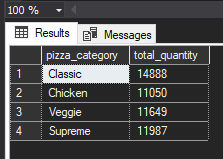 100 %
Results Messages
pizza_category total_quantity
1 Classic 14888
2 Chicken 11050
3 Veggie 11649
4 Supreme 11987